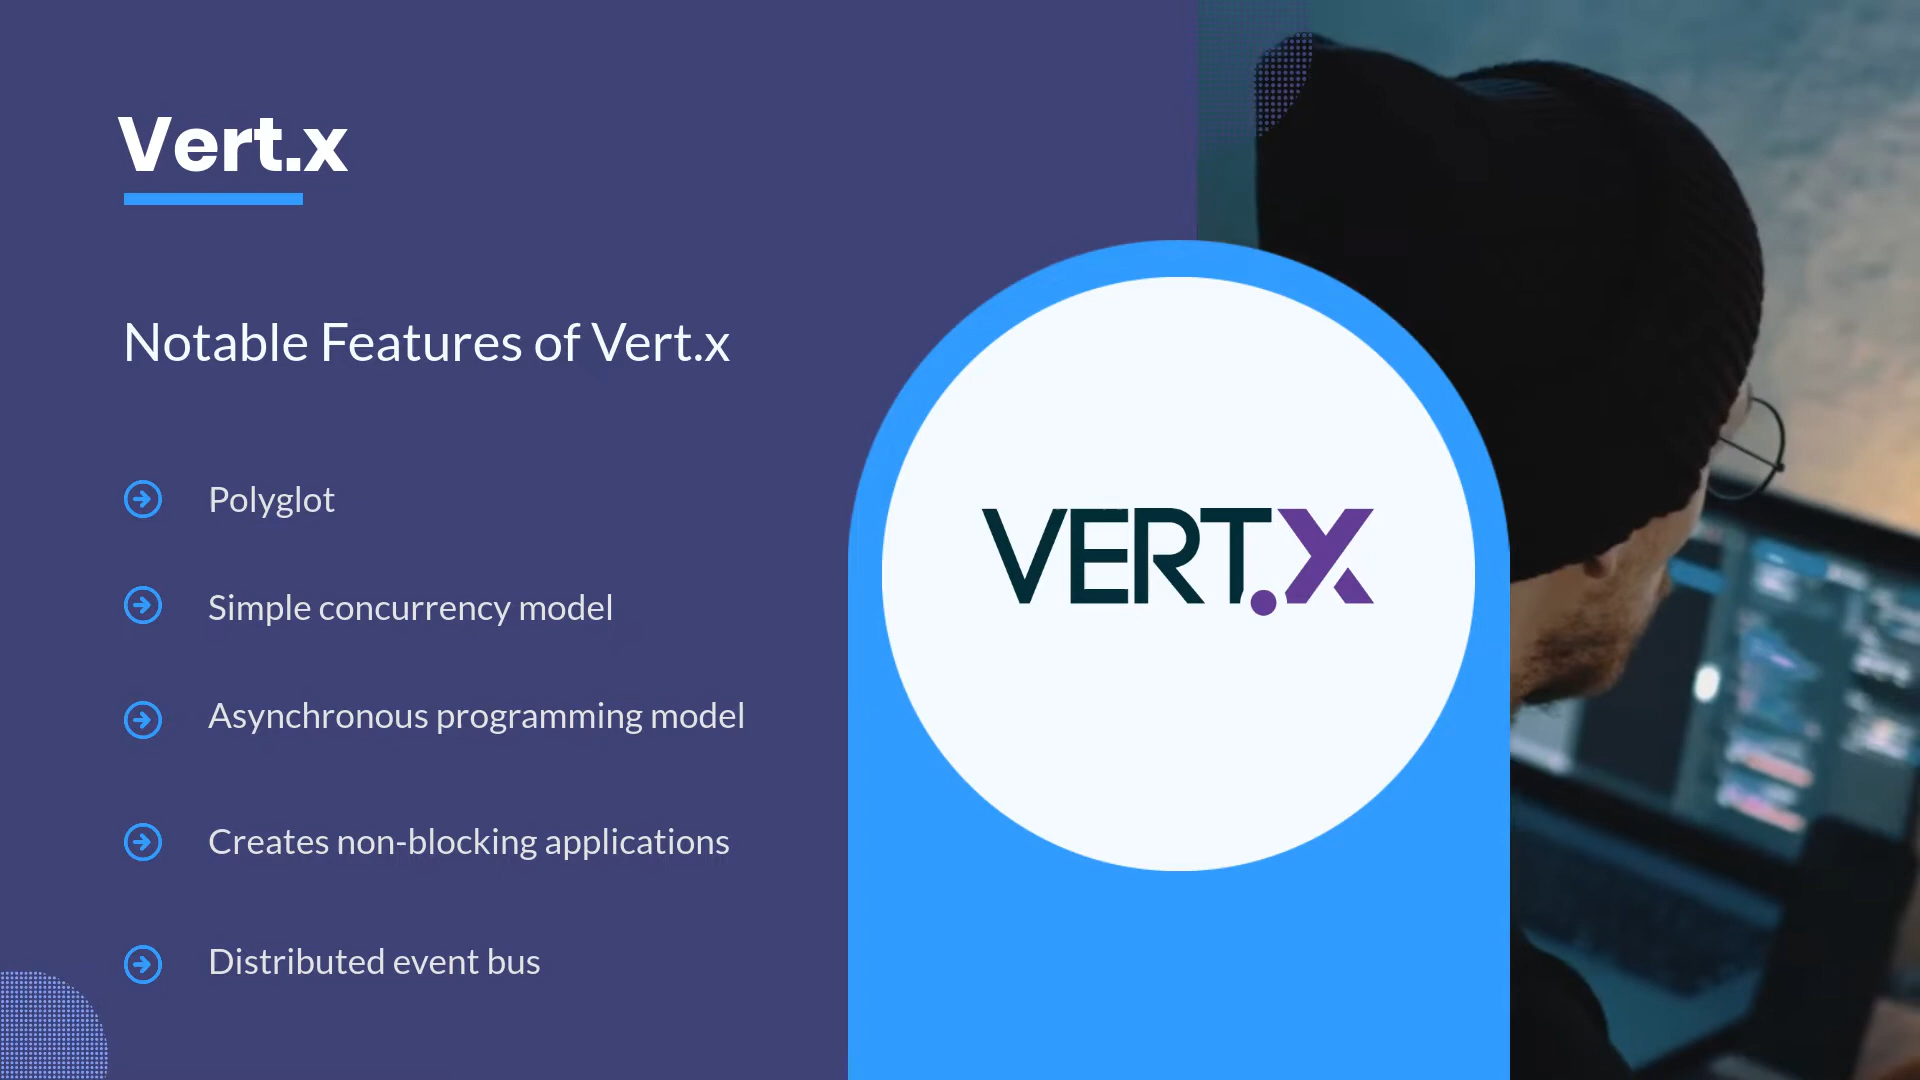 Vert.x
Notable Features of Vert.x
Polyglot
Simple concurrency model
Asynchronous programming model
Creates non-blocking applications
Distributed event bus
VERT.X